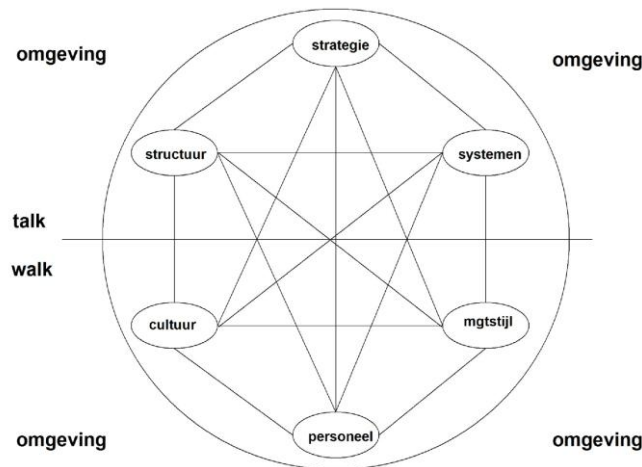 omgeving
strategie
omgeving
structuur
systemen
talk
walk
cultuur
mgtstijl
omgeving
personeel
omgeving